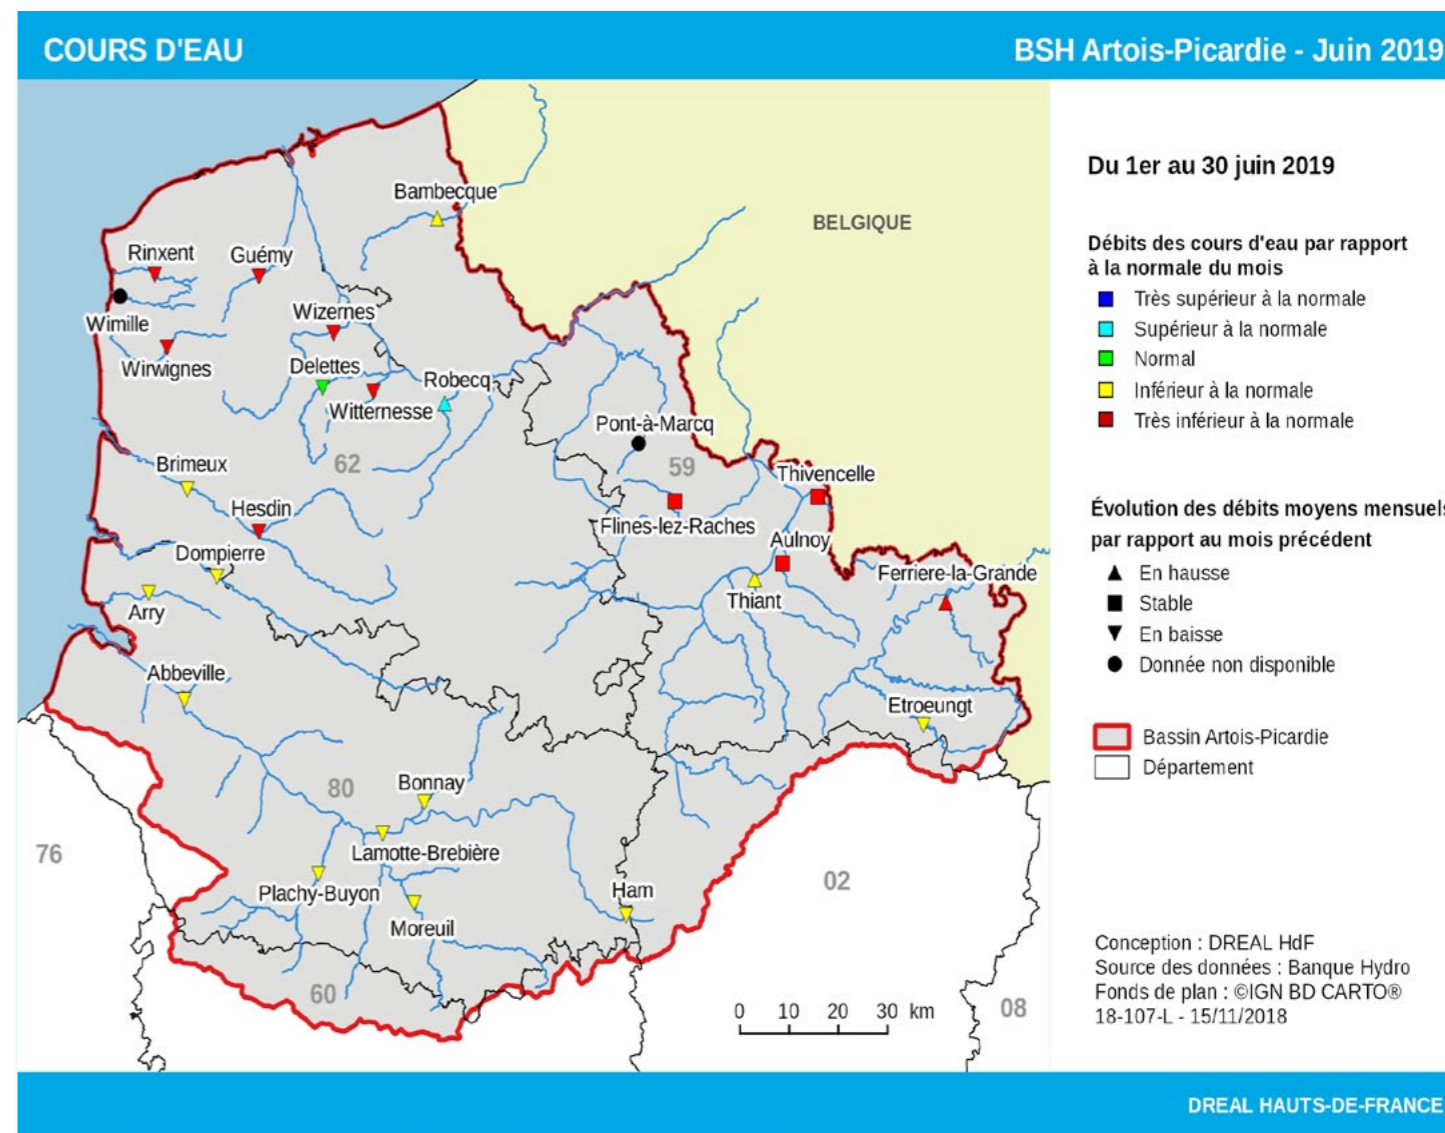 COURS D'EAU
BSH Artois-Picardie - Juin 2019
Bambecque
BELGIQUE
Rinxent
Guémy
Wimille
Wizernes
Wirwignes
Delettes
Robecq
Witternesse
Pont-à-Marcq
Brimeux
62
59
Thivencelle
Hesdin
Flines-lez-Raches
Aulnoy
Dompierre
Ferriere-la-Grande
Arry
Thiant
Abbeville
Etroeungt
80
Bonnay
76
Lamotte-Brebière
02
Plachy-Buyon
Ham
Moreuil
60
08
0 10 20 30 km
Du 1er au 30 juin 2019
Débits des cours d'eau par rapport
à la normale du mois
Très supérieur à la normale
Supérieur à la normale
Normal
Inférieur à la normale
Très inférieur à la normale
Évolution des débits moyens mensuels
par rapport au mois précédent
En hausse
Stable
En baisse
Donnée non disponible
Bassin Artois-Picardie
Département
Conception : DREAL HdF
Source des données : Banque Hydro
Fonds de plan : ©IGN BD CARTO®
18-107-L - 15/11/2018
DREAL HAUTS-DE-FRANCE